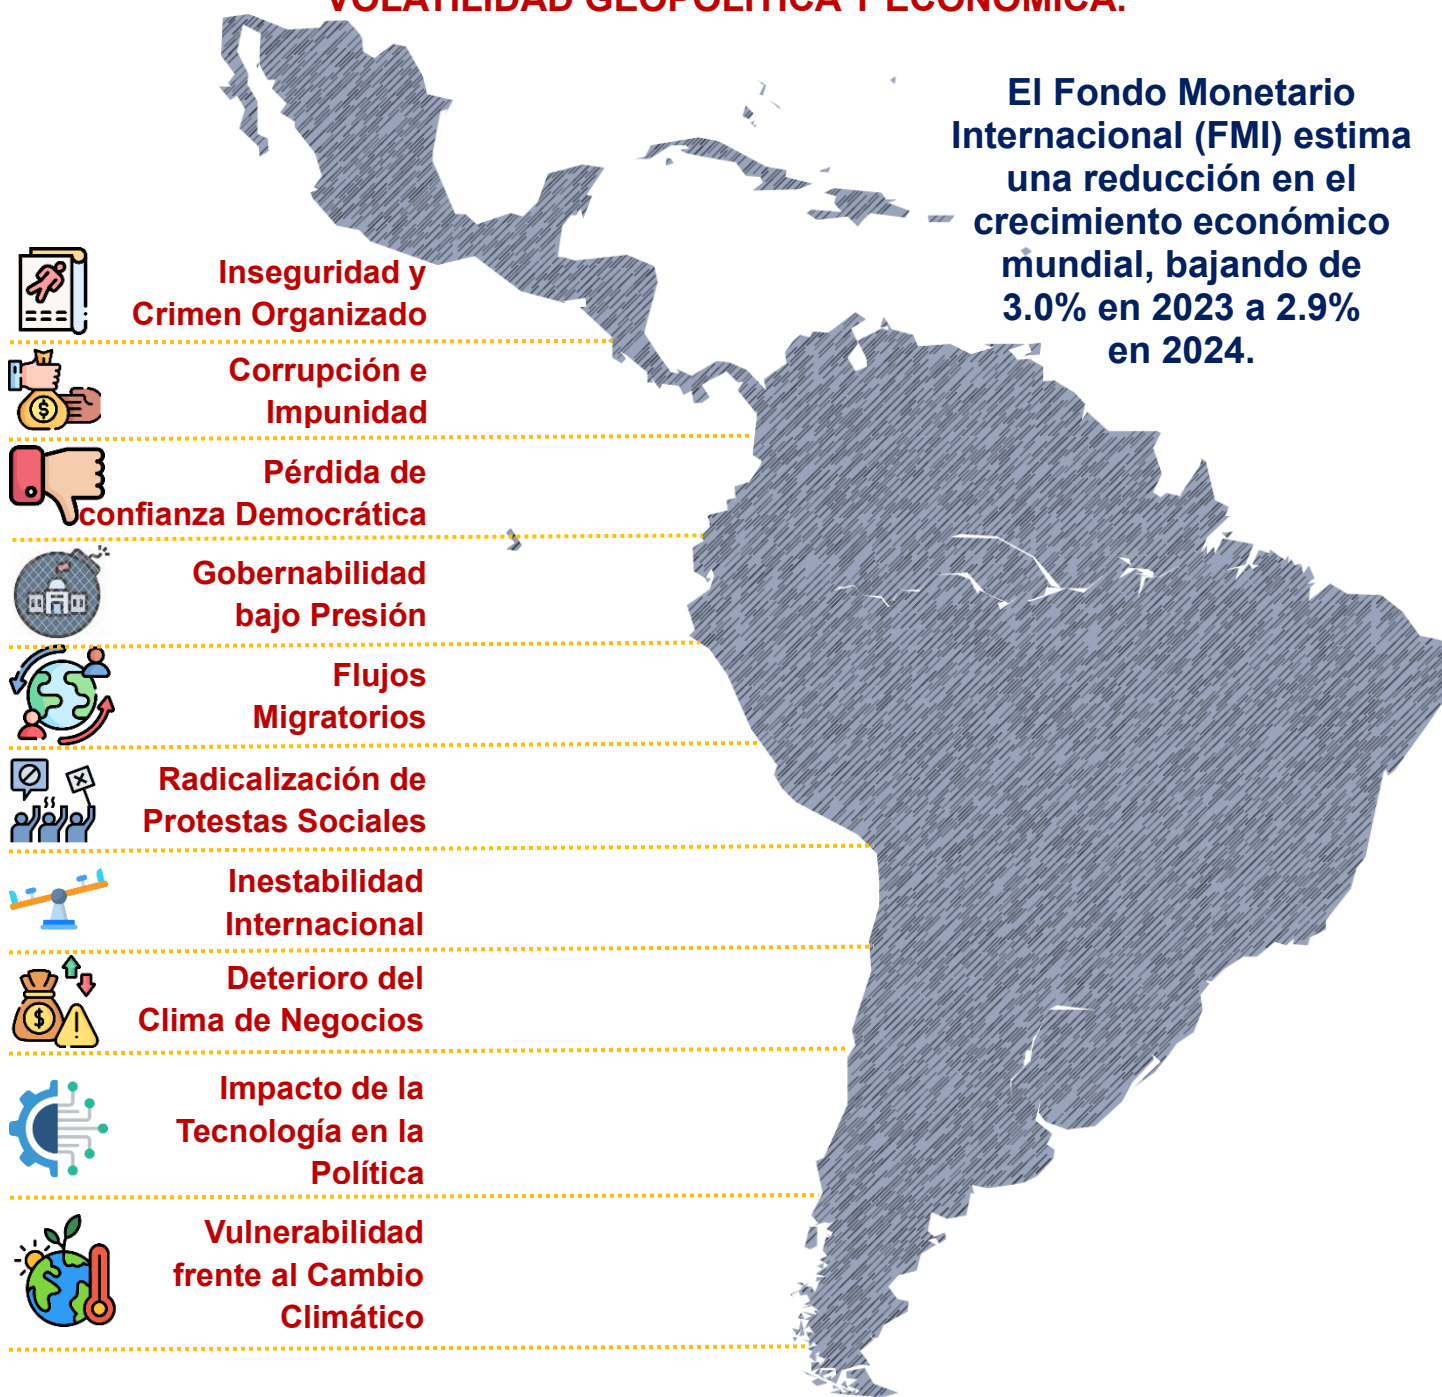 VOLATILIDAD GEOPOLÍTICA Y ECONÓMICA.
El Fondo Monetario
Internacional (FMI) estima
una reducción en el
crecimiento económico
mundial, bajando de
3.0% en 2023 a 2.9%
en 2024.
Inseguridad y
Crimen Organizado
Corrupción e
Impunidad
Pérdida de
confianza Democrática
Gobernabilidad
bajo Presión
Flujos
Migratorios
Radicalización de
Protestas Sociales
Inestabilidad
Internacional
Deterioro del
Clima de Negocios
Impacto de la
Tecnología en la
Política
Vulnerabilidad
frente al Cambio
Climático